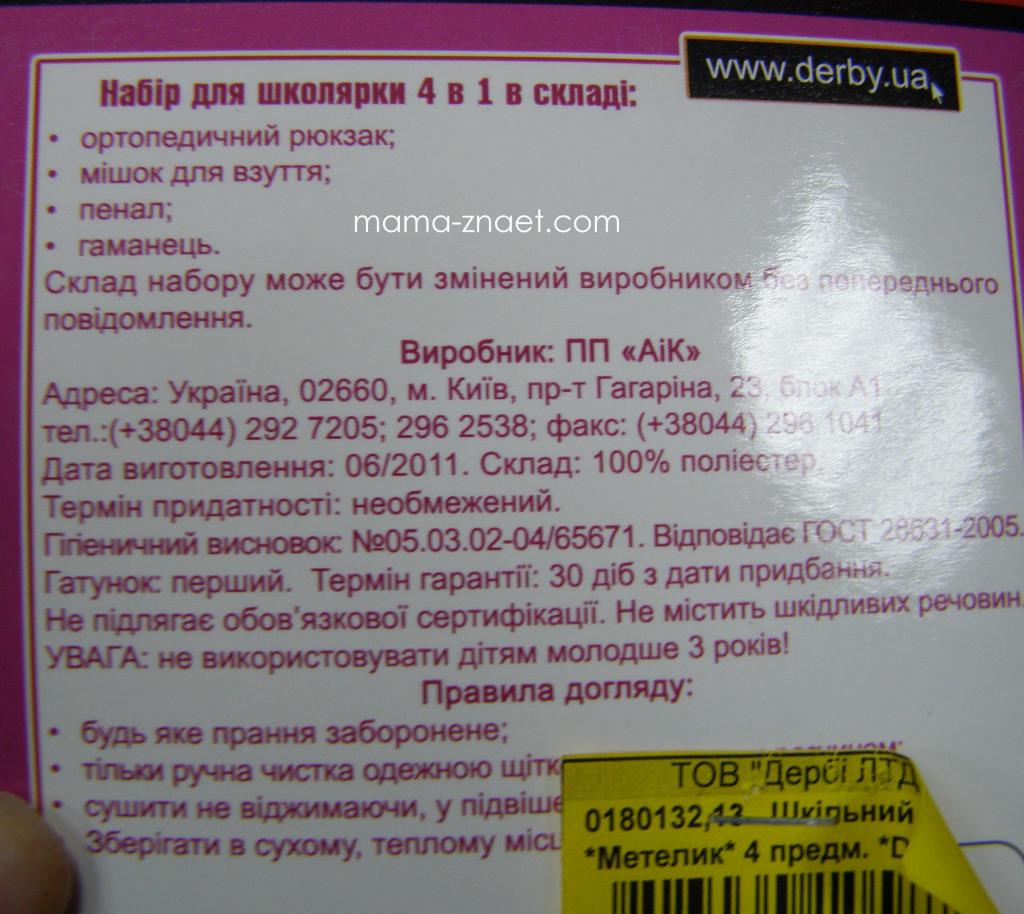 www.derby.ua
Набір для школярки 4 в 1 в складі:
• ортопедичний рюкзак;
• мішок для взуття;
• пенал;
• гаманець.
mama-znaet.com
Склад набору може бути змінений виробником без попереднього
повідомлення.
Виробник: ПП «АіК»
Адреса: Україна, 02660, м. Київ, пр-т Гагаріна, 23, блок А1
тел.:(+38044) 292 7205; 296 2538; факс: (+38044) 296 1041
Дата виготовлення: 06/2011. Склад: 100% поліестер
Термін придатності: необмежений.
Гігієничний висновок: №05.03.02-04/65671. Відповідає ГОСТ 28631-2005.
Гатунок: перший. Термін гарантії: 30 діб з дати придбання.
Не підлягає обов'язкової сертифікації. Не містить шкідливих речовин
УВАГА: не використовувати дітям молодше 3 років!
Правила догляду:
• будь яке прання заборонене;
• тільки ручна чистка одежною
• сушити не віджимаючи, у
Зберігати в сухому, теплому
ТОВ "Дербі ЛТД
0180132,13 Шкільний
*Метелик* 4 предм. *D